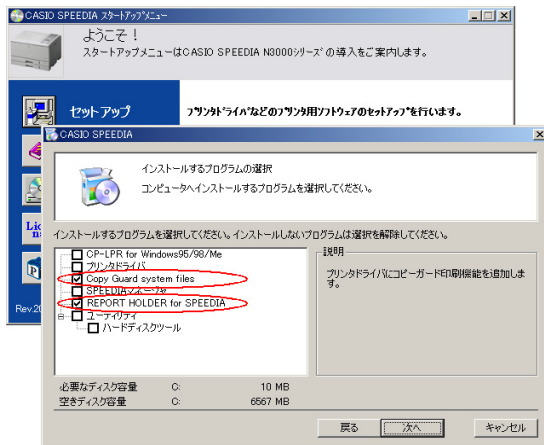 CASIO SPEEDIA スタートアップメニュー
ようこそ！
スタートアップメニューはCASIO SPEEDIA N3000シリーズの導入をご案内します。
セットアップ
プリンタドライバなどのプリンタ用ソフトウェアのセットアップを行います。
CASIO SPEEDIA
インストールするプログラムの選択
コンピュータへインストールするプログラムを選択してください。
インストールするプログラムを選択してください。インストールしないプログラムは選択を解除してください。
CP-LPR for Windows95/98/Me
プリンタドライバ
Copy Guard system files
SPEEDIAマネージャ
REPORT HOLDER for SPEEDIA
ユーティリティ
ハードディスクツール
説明
プリンタドライバにコピーガード印刷機能を追加しま
す。
必要なディスク容量 C: 10 MB
空きディスク容量 C: 6567 MB
戻る 次へ キャンセル